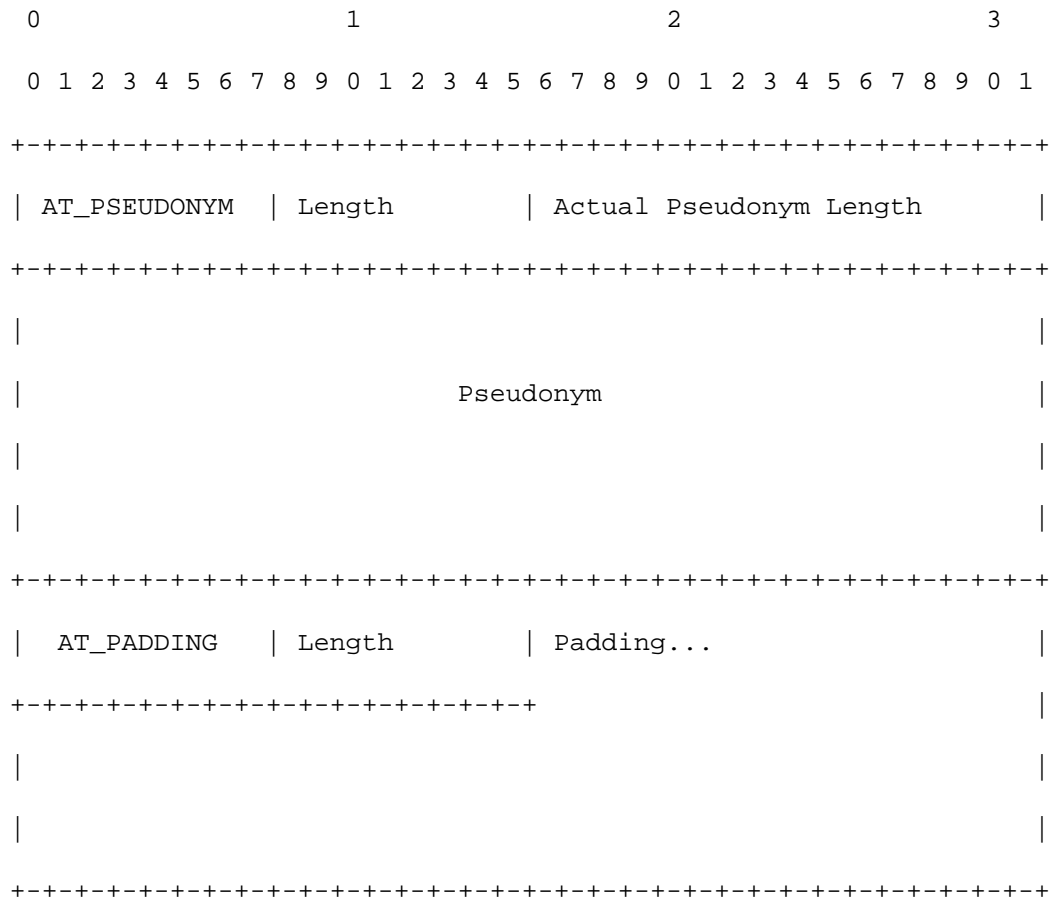 0                   1                   2                   3
 0 1 2 3 4 5 6 7 8 9 0 1 2 3 4 5 6 7 8 9 0 1 2 3 4 5 6 7 8 9 0 1
+-+-+-+-+-+-+-+-+-+-+-+-+-+-+-+-+-+-+-+-+-+-+-+-+-+-+-+-+-+-+-+-+
| AT_PSEUDONYM  | Length        | Actual Pseudonym Length       |
+-+-+-+-+-+-+-+-+-+-+-+-+-+-+-+-+-+-+-+-+-+-+-+-+-+-+-+-+-+-+-+-+
|                                                               |
|                           Pseudonym                           |
|                                                               |
|                                                               |
+-+-+-+-+-+-+-+-+-+-+-+-+-+-+-+-+-+-+-+-+-+-+-+-+-+-+-+-+-+-+-+-+
|  AT_PADDING   | Length        | Padding...                    |
+-+-+-+-+-+-+-+-+-+-+-+-+-+-+-+-+                               |
|                                                               |
|                                                               |
+-+-+-+-+-+-+-+-+-+-+-+-+-+-+-+-+-+-+-+-+-+-+-+-+-+-+-+-+-+-+-+-+